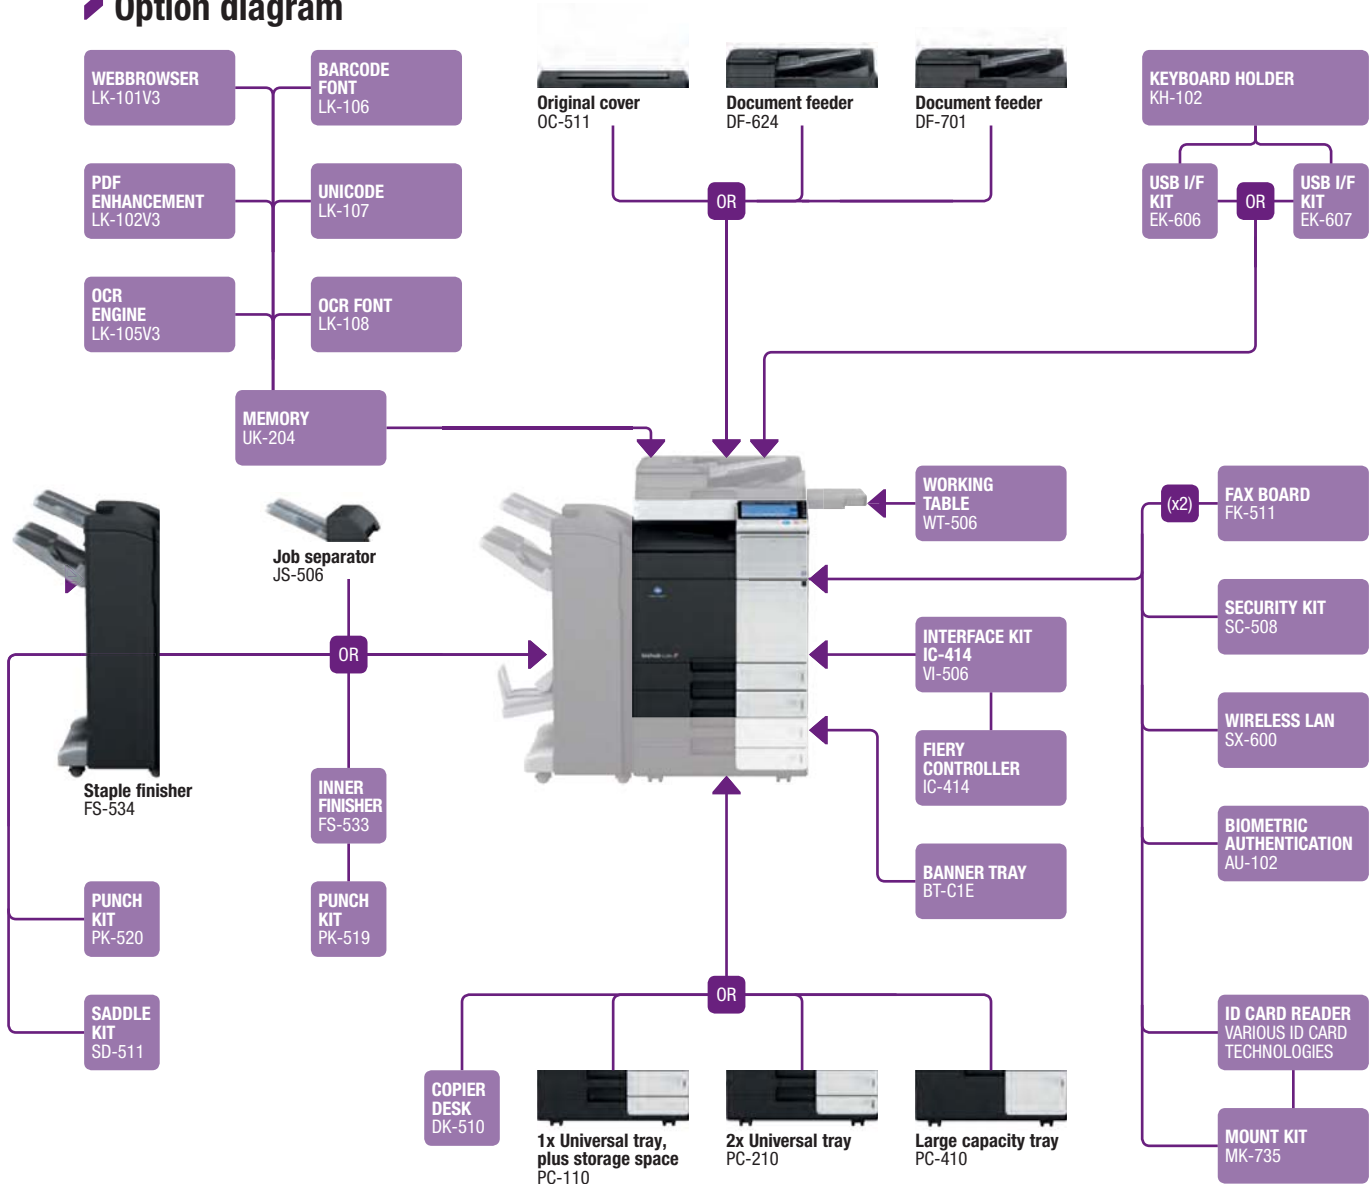 Option diagram
WEBBROWSER
LK-101V3
BARCODE
FONT
LK-106
PDF
ENHANCEMENT
LK-102V3
UNICODE
LK-107
OCR
ENGINE
LK-105V3
OCR FONT
LK-108
MEMORY
UK-204
Original cover
OC-511
Document feeder
DF-624
Document feeder
DF-701
OR
KEYBOARD HOLDER
KH-102
USB I/F
KIT
EK-606
OR
USB I/F
KIT
EK-607
Job separator
JS-506
OR
Staple finisher
FS-534
INNER
FINISHER
FS-533
PUNCH
KIT
PK-520
PUNCH
KIT
PK-519
SADDLE
KIT
SD-511
WORKING
TABLE
WT-506
INTERFACE KIT
IC-414
VI-506
FIERY
CONTROLLER
IC-414
BANNER TRAY
BT-C1E
(x2)
FAX BOARD
FK-511
SECURITY KIT
SC-508
WIRELESS LAN
SX-600
BIOMETRIC
AUTHENTICATION
AU-102
ID CARD READER
VARIOUS ID CARD
TECHNOLOGIES
MOUNT KIT
MK-735
OR
COPIER
DESK
DK-510
1x Universal tray,
plus storage space
PC-110
2x Universal tray
PC-210
Large capacity tray
PC-410